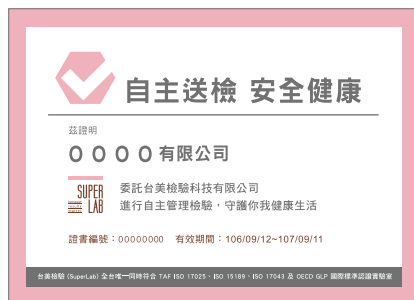 自主送檢 安全健康
茲證明
ＯＯＯＯ有限公司
SUPER LAB
委託台美檢驗科技有限公司
進行自主管理檢驗，守護你我健康生活
證書編號：00000000 有效期間：106/09/12~107/09/11
台美檢驗 (SuperLab) 全台唯一同時符合 TAF ISO 17025、ISO 15189、ISO 17043 及 OECD GLP 國際標準認證實驗室